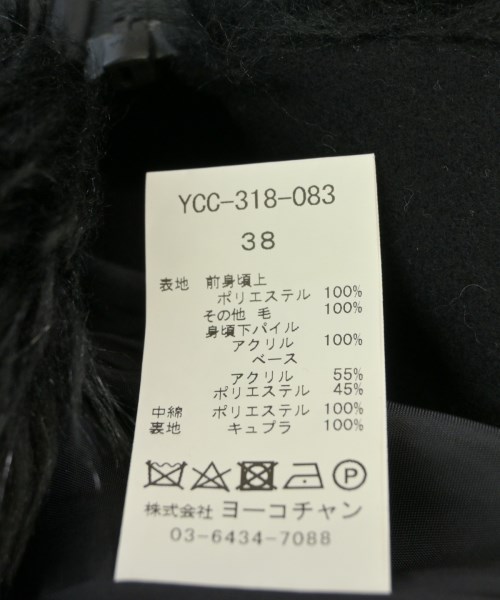 YCC-318-083
38
表地 前身頃上
ポリエステル 100%
その他 毛 100%
身頃下パイル
アクリル 100%
ベース
アクリル 55%
ポリエステル 45%
中綿 ポリエステル 100%
裏地 キュプラ 100%
P
株式会社 ヨーコチャン
03-6434-7088